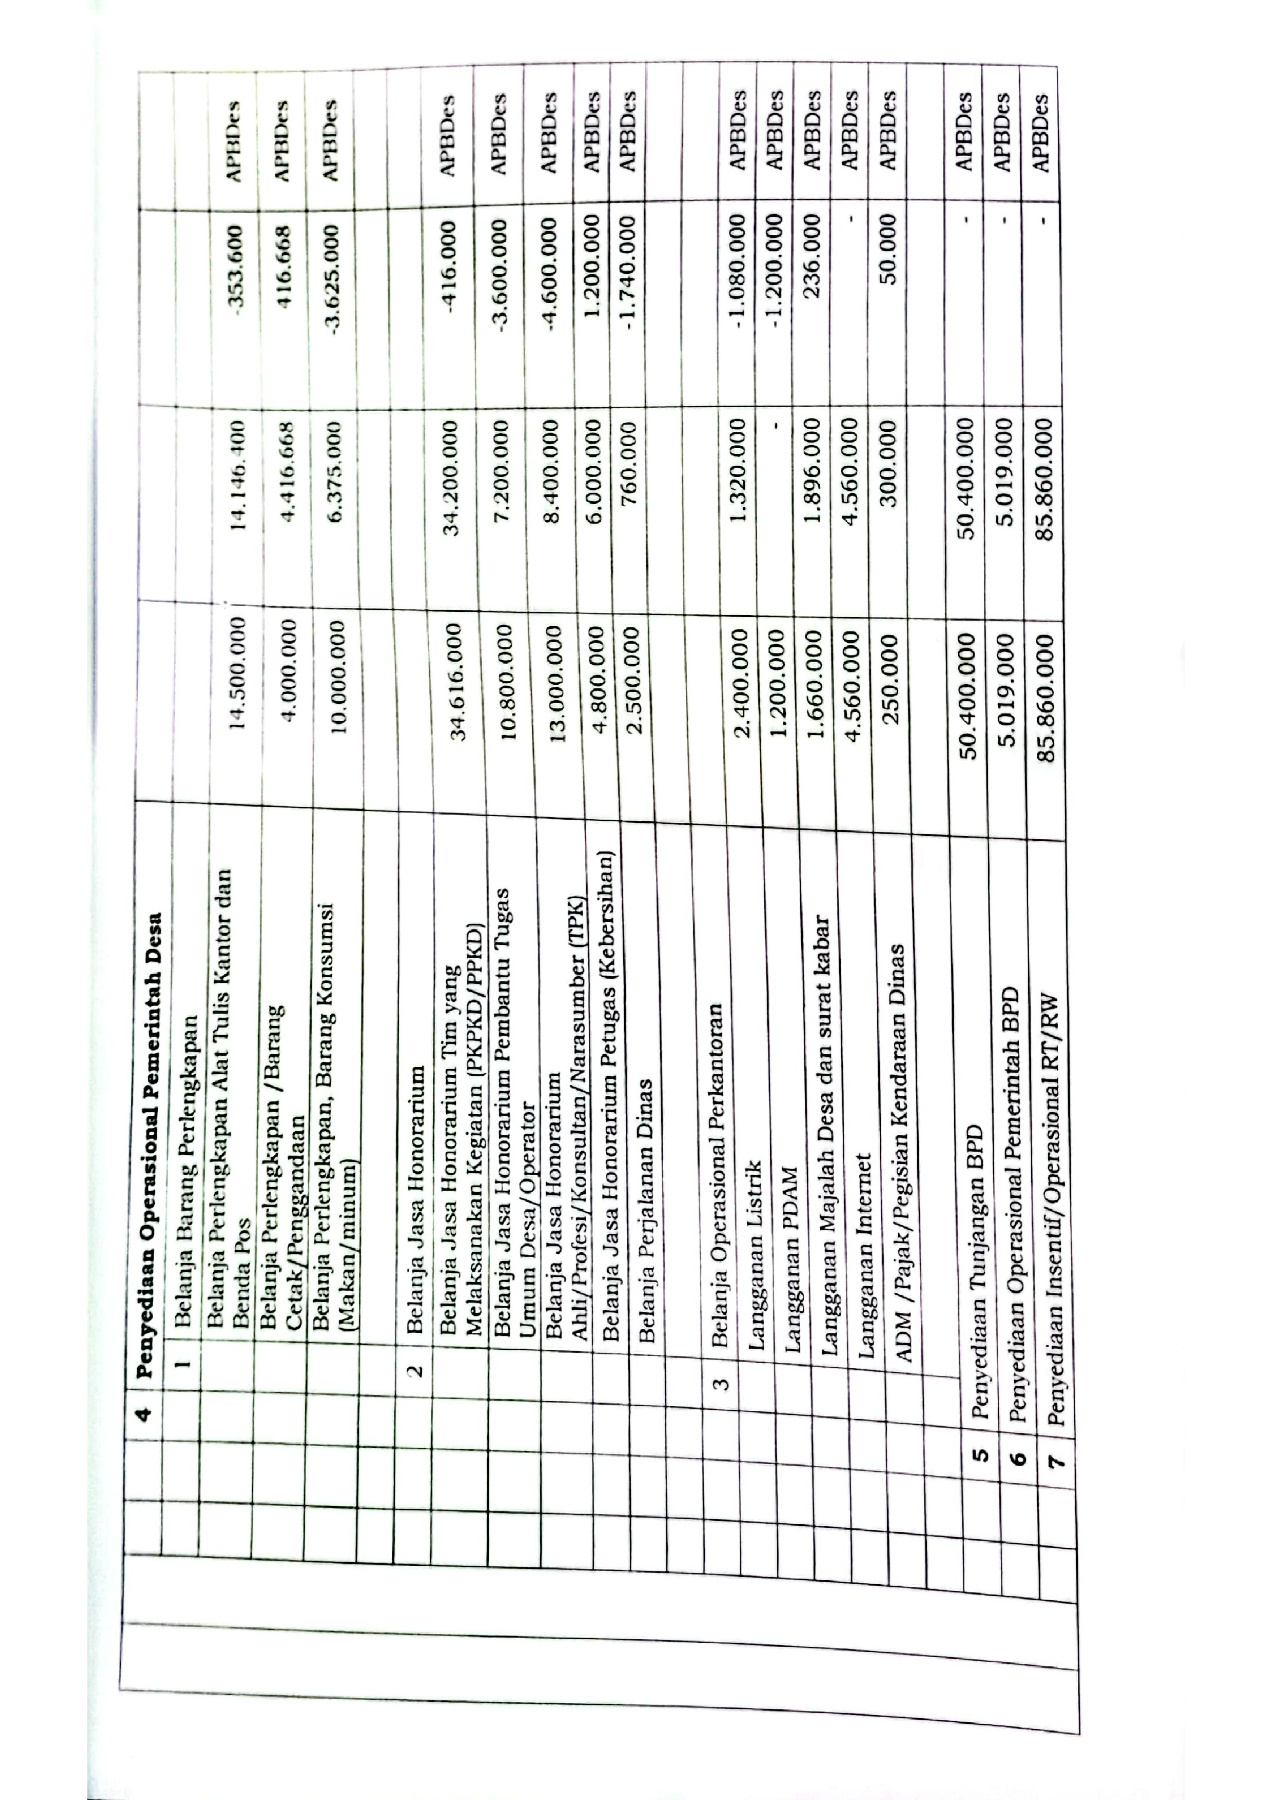 4 Penyediaan Operasional Pemerintah Desa
1 Belanja Barang Perlengkapan
Belanja Perlengkapan Alat Tulis Kantor dan
Benda Pos 14.500.000 14.146.400 -353.600 APBDes
Belanja Perlengkapan /Barang
Cetak/Penggandaan 4.000.000 4.416.668 416.668 APBDes
Belanja Perlengkapan, Barang Konsumsi
(Makan/minum) 10.000.000 6.375.000 -3.625.000 APBDes
2 Belanja Jasa Honorarium
Belanja Jasa Honorarium Tim yang
Melaksanakan Kegiatan (PKPKD/PPKD) 34.616.000 34.200.000 -416.000 APBDes
Belanja Jasa Honorarium Pembantu Tugas
Umum Desa/Operator 10.800.000 7.200.000 -3.600.000 APBDes
Belanja Jasa Honorarium
Ahli/Profesi/Konsultan/Narasumber (TPK) 13.000.000 8.400.000 -4.600.000 APBDes
Belanja Jasa Honorarium Petugas (Kebersihan) 4.800.000 6.000.000 1.200.000 APBDes
Belanja Perjalanan Dinas 2.500.000 760.000 -1.740.000 APBDes
3 Belanja Operasional Perkantoran
Langganan Listrik 2.400.000 1.320.000 -1.080.000 APBDes
Langganan PDAM 1.200.000 - -1.200.000 APBDes
Langganan Majalah Desa dan surat kabar 1.660.000 1.896.000 236.000 APBDes
Langganan Internet 4.560.000 4.560.000 - APBDes
ADM /Pajak/Pegisian Kendaraan Dinas 250.000 300.000 50.000 APBDes
5 Penyediaan Tunjangan BPD 50.400.000 50.400.000 - APBDes
6 Penyediaan Operasional Pemerintah BPD 5.019.000 5.019.000 - APBDes
7 Penyediaan Insentif/Operasional RT/RW 85.860.000 85.860.000 - APBDes